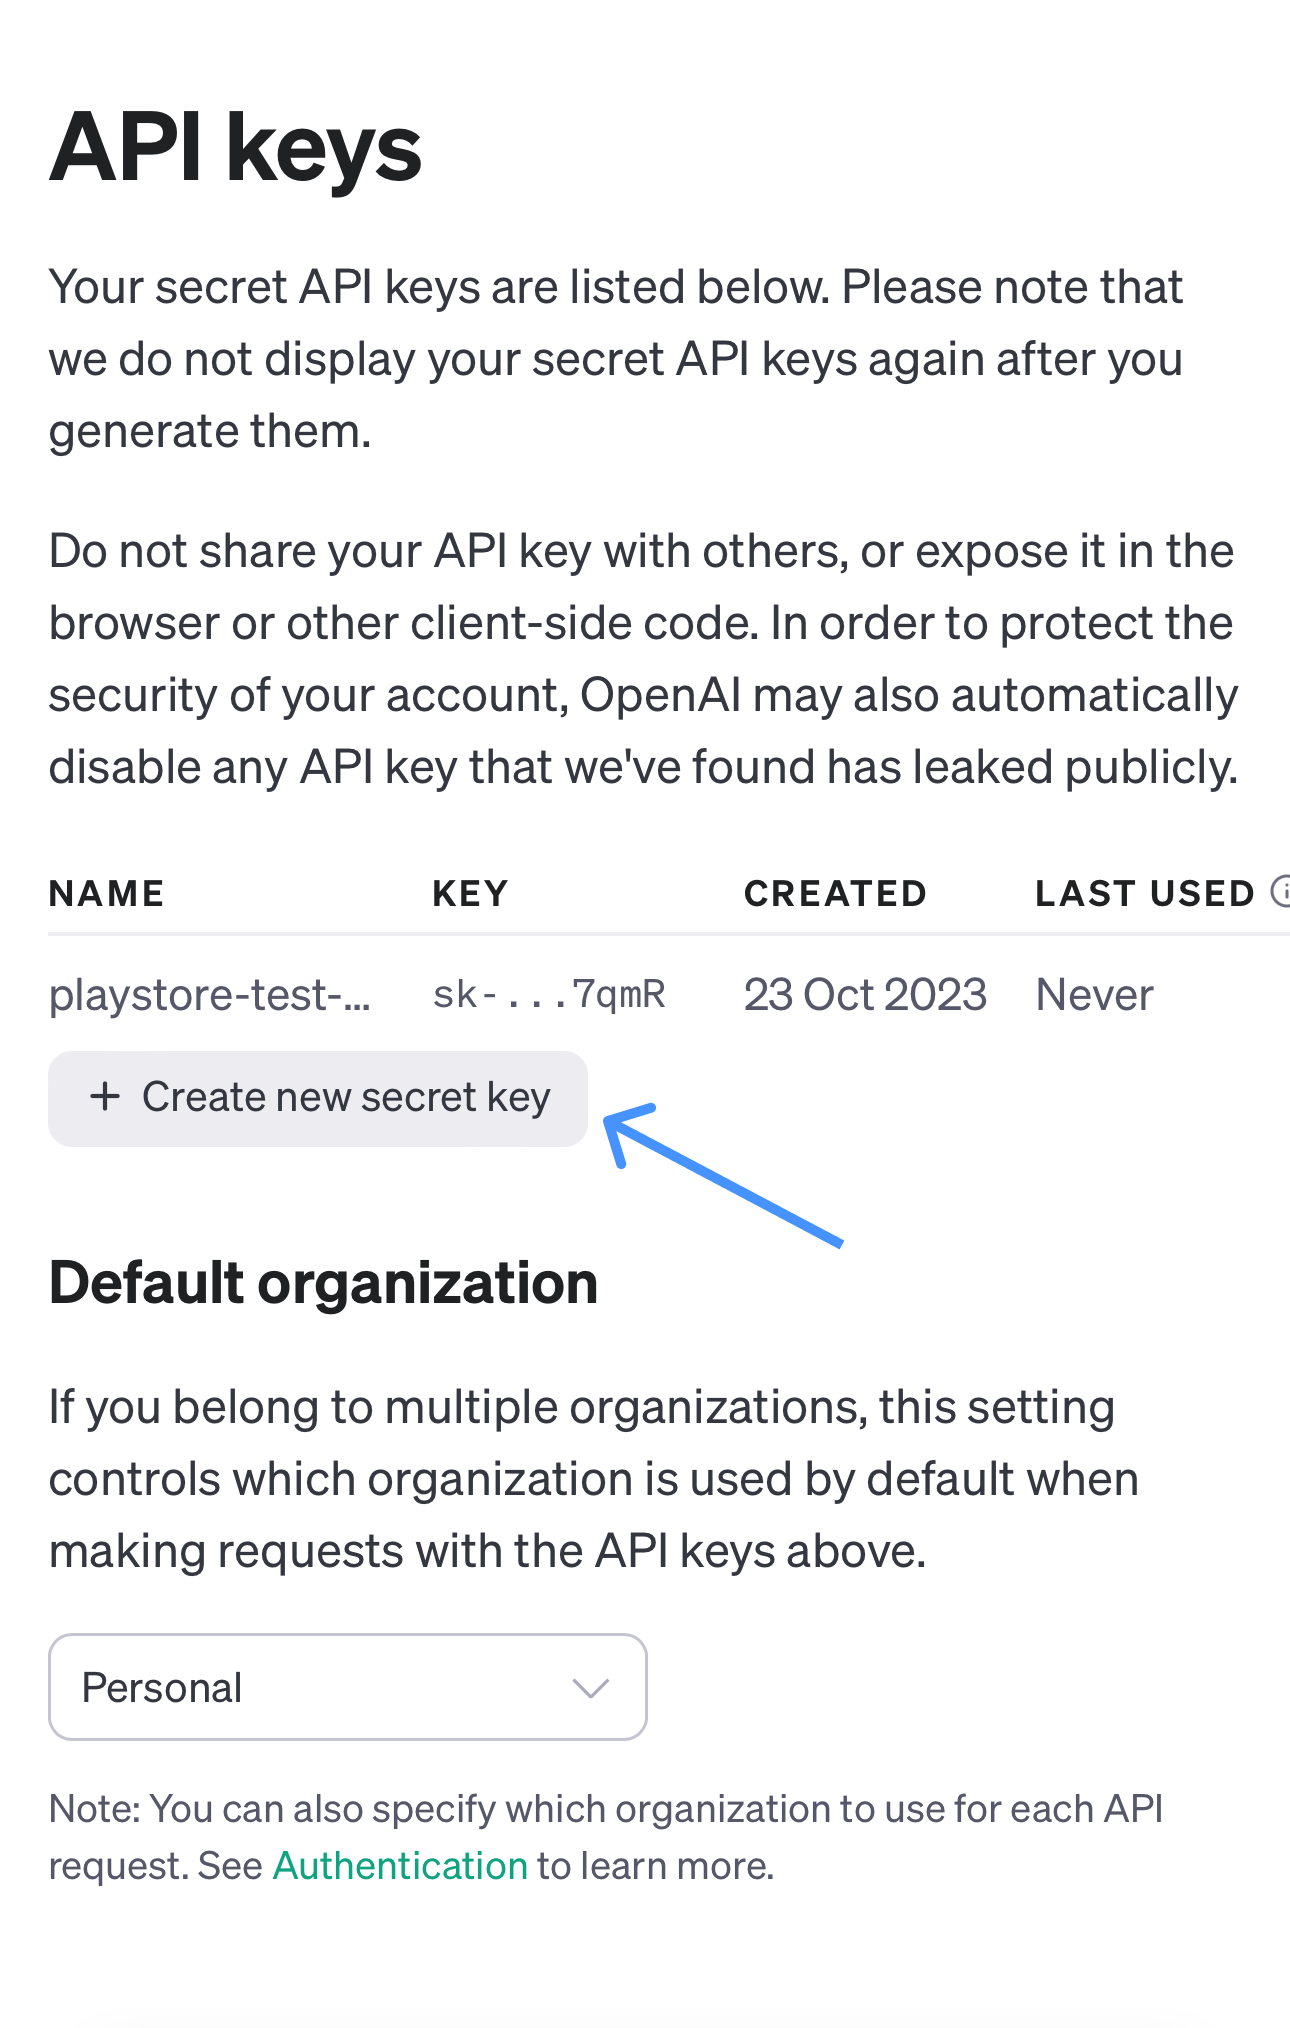 API keys
Your secret API keys are listed below. Please note that
we do not display your secret API keys again after you
generate them.
Do not share your API key with others, or expose it in the
browser or other client-side code. In order to protect the
security of your account, OpenAI may also automatically
disable any API key that we've found has leaked publicly.
NAME KEY CREATED LAST USED
playstore-test-... sk-...7qmR 23 Oct 2023 Never
+ Create new secret key
Default organization
If you belong to multiple organizations, this setting
controls which organization is used by default when
making requests with the API keys above.
Personal
Note: You can also specify which organization to use for each API
request. See Authentication to learn more.